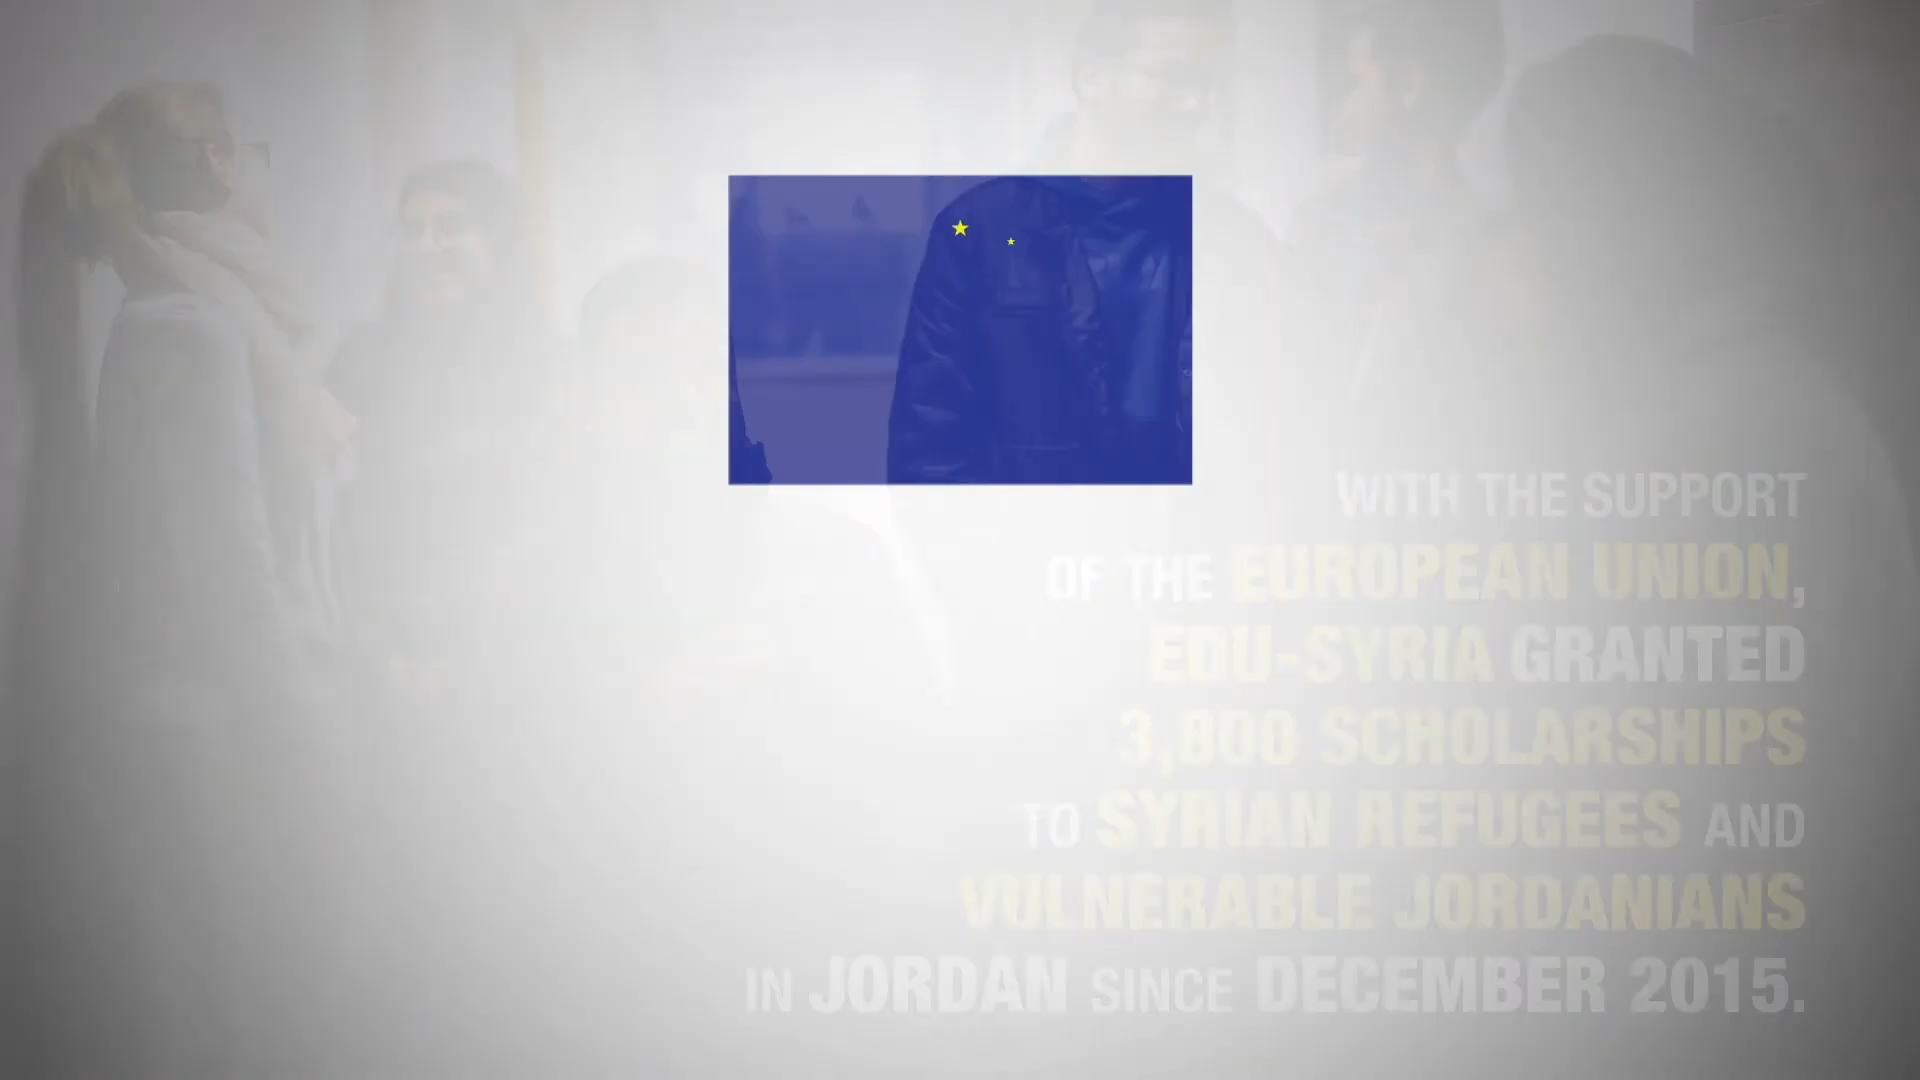 WITH THE SUPPORT
OF THE EUROPEAN UNION,
EDU-SYRIA GRANTED
3,800 SCHOLARSHIPS
TO SYRIAN REFUGEES AND
VULNERABLE JORDANIANS
IN JORDAN SINCE DECEMBER 2015.